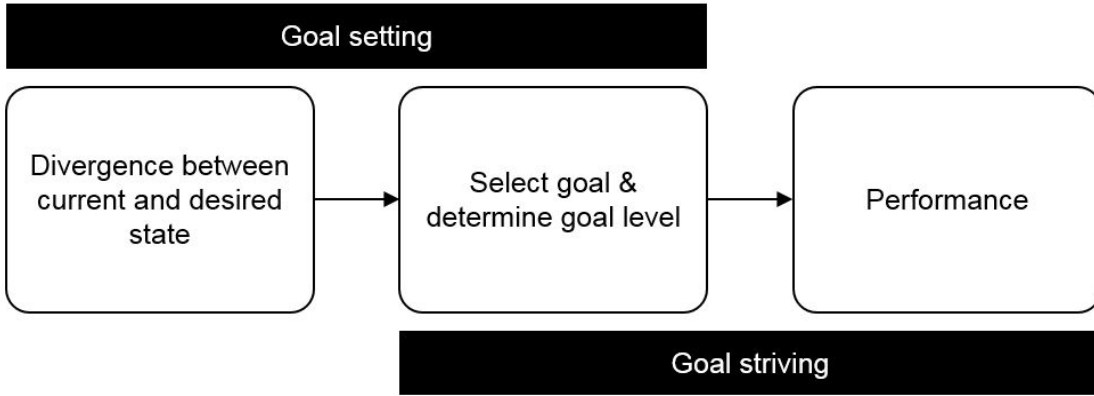 Goal setting
Divergence between
current and desired
state
Select goal &
determine goal level
Performance
Goal striving